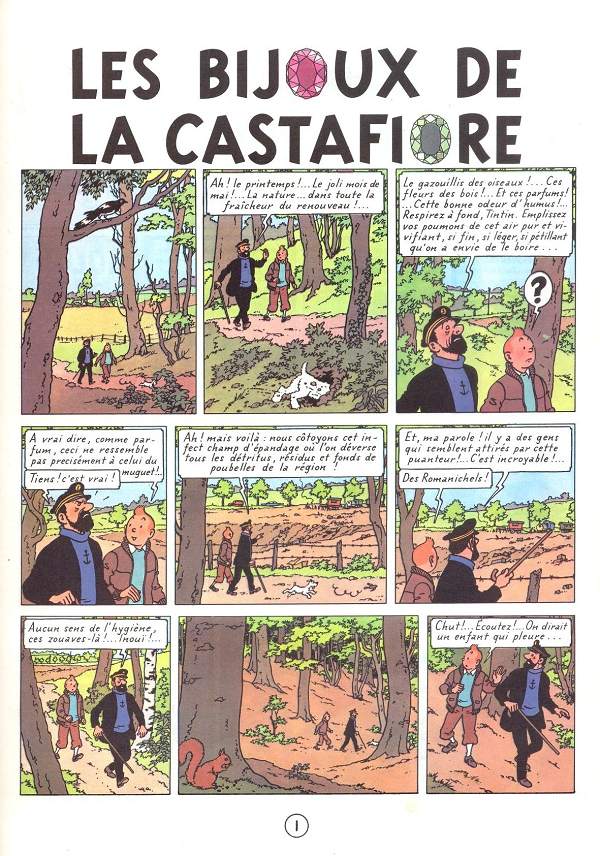 LES BIJOUX DE
LA CASTAFIORE
Ah! le printemps!... Le joli mois de
mai!... La nature... dans toute la
fraîcheur du renouveau!...
Le gazouillis des oiseaux!... Ces
fleurs des bois!... Et ces parfums!
...Cette bonne odeur d'humus!...
Respirez à fond, Tintin. Emplissez
vos poumons de cet air pur et vi-
vifiant, si fin, si léger, si pétillant
qu'on a envie de le boire...
?
A vrai dire, comme par-
fum, ceci ne ressemble
pas precisément à celui du
muguet!...
Tiens! c'est vrai!
Ah! mais voilà: nous côtoyons cet in-
fect champ d'épandage où l'on déverse
tous les détritus, résidus et fonds de
poubelles de la région!
Et, ma parole! il y a des gens
qui semblent attirés par cette
puanteur!... C'est incroyable!...
Des Romanichels!
Aucun sens de l'hygiène,
ces zouaves-là!... Inouï!...
Chut!... Écoutez!... On dirait
un enfant qui pleure...
1